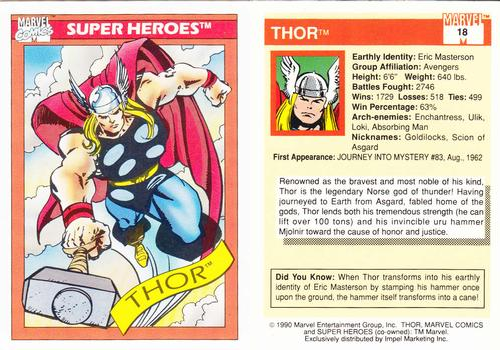 MARVEL
COMICS
SUPER HEROES™
THOR™
THOR™
MARVEL™
18
Earthly Identity: Eric Masterson
Group Affiliation: Avengers
Height: 6'6" Weight: 640 lbs.
Battles Fought: 2746
Wins: 1729 Losses: 518 Ties: 499
Win Percentage: 63%
Arch-enemies: Enchantress, Ulik,
Loki, Absorbing Man
Nicknames: Goldilocks, Scion of
Asgard
First Appearance: JOURNEY INTO MYSTERY #83, Aug., 1962
Renowned as the bravest and most noble of his kind,
Thor is the legendary Norse god of thunder! Having
journeyed to Earth from Asgard, fabled home of the
gods, Thor lends both his tremendous strength (he can
lift over 100 tons) and his invincible uru hammer
Mjolnir toward the cause of honor and justice.
Did You Know: When Thor transforms into his earthly
identity of Eric Masterson by stamping his hammer once
upon the ground, the hammer itself transforms into a cane!
© 1990 Marvel Entertainment Group, Inc. THOR, MARVEL COMICS
and SUPER HEROES (co-owned): TM Marvel.
Exclusively distributed by Impel Marketing Inc.